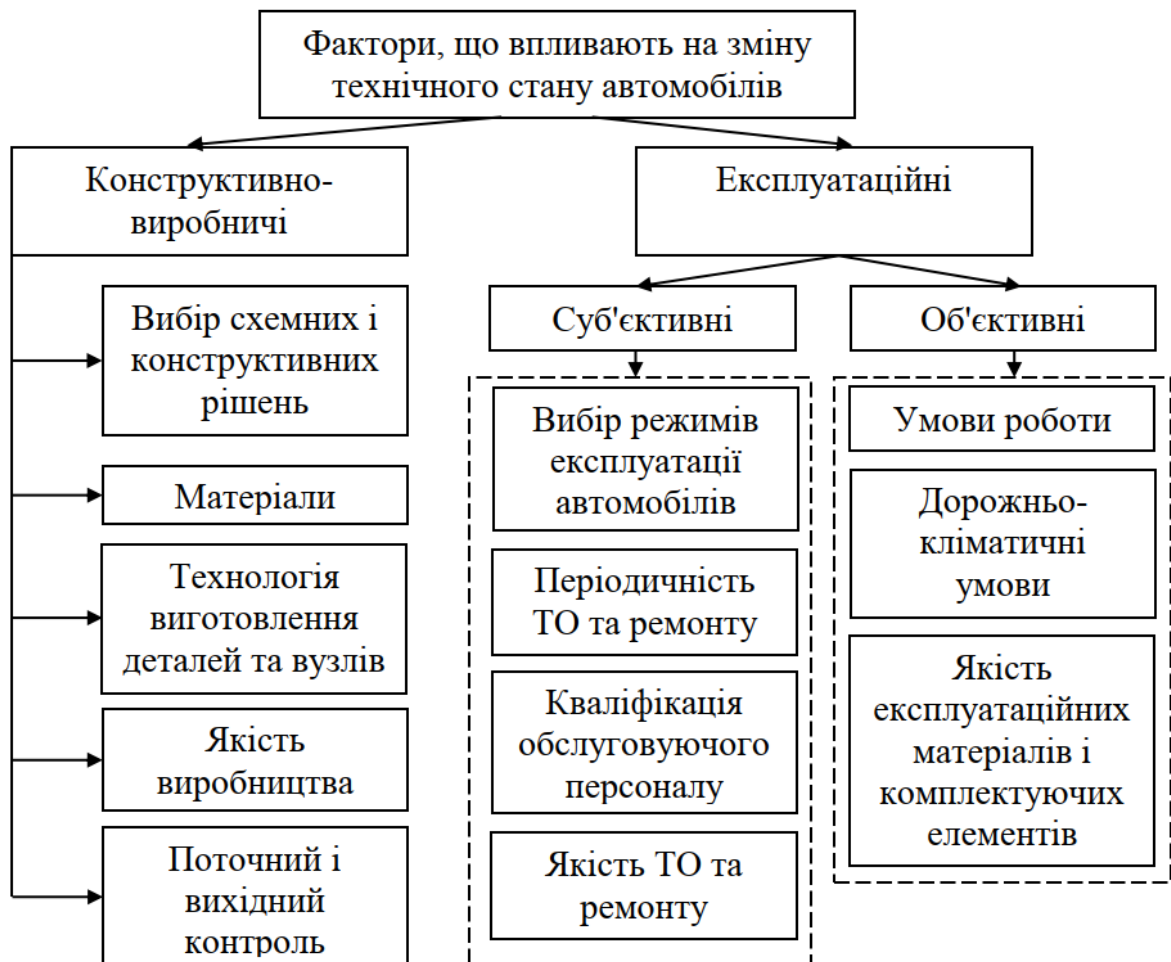 Фактори, що впливають на зміну
технічного стану автомобілів
Конструктивно-
виробничі
Вибір схемних і
конструктивних
рішень
Матеріали
Технологія
виготовлення
деталей та вузлів
Якість
виробництва
Поточний і
вихідний
контроль
Експлуатаційні
Суб'єктивні
Вибір режимів
експлуатації
автомобілів
Періодичність
ТО та ремонту
Кваліфікація
обслуговуючого
персоналу
Якість ТО та
ремонту
Об'єктивні
Умови роботи
Дорожньо-
кліматичні
умови
Якість
експлуатаційних
матеріалів і
комплектуючих
елементів